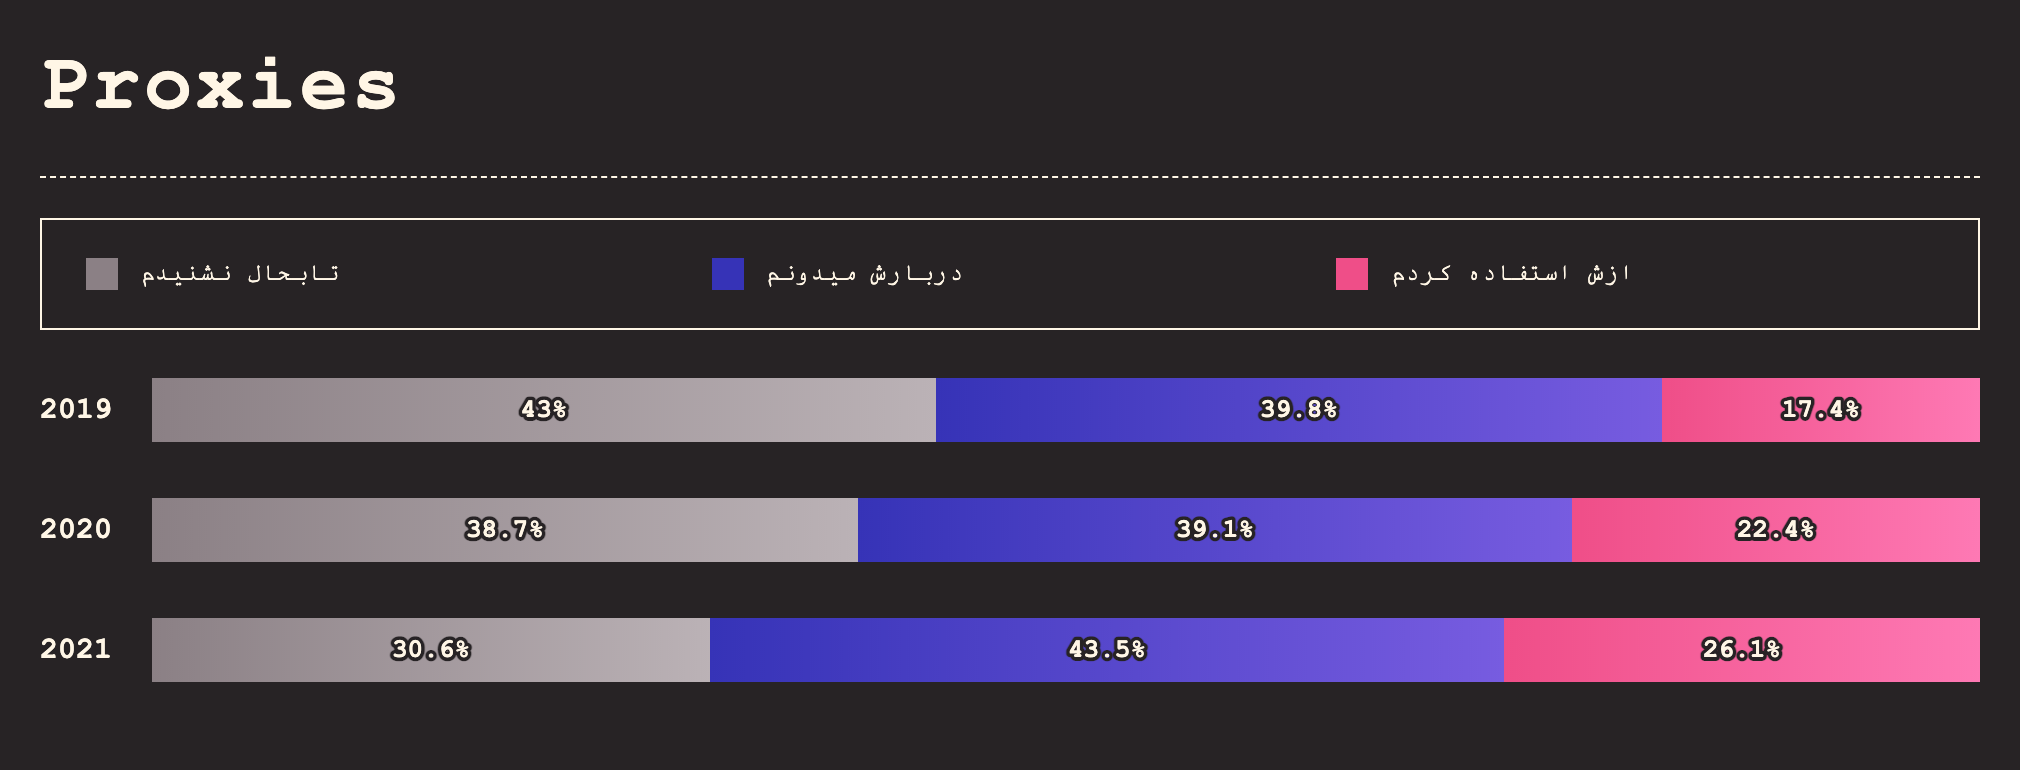 Proxies
تابحال نشنیدم
دربارش میدونم
ازش استفاده کردم
2019 43% 39.8% 17.4%
2020 38.7% 39.1% 22.4%
2021 30.6% 43.5% 26.1%